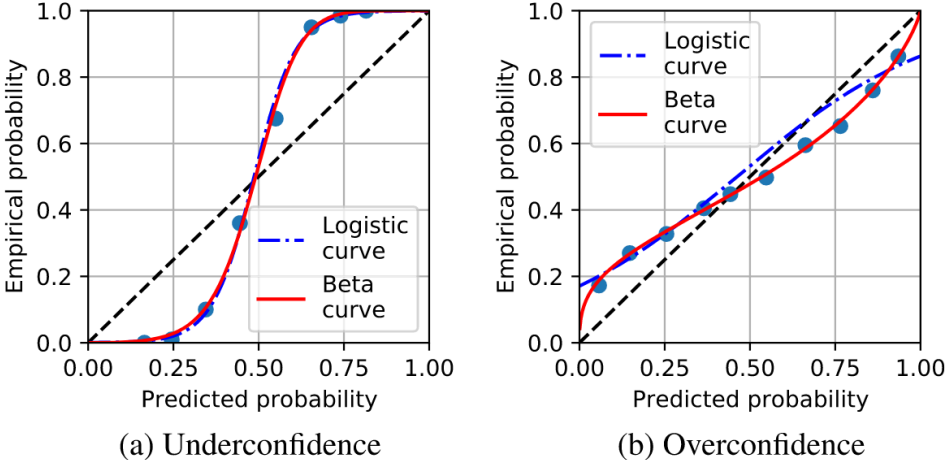 Empirical probability
1.0
0.8
0.6
0.4
0.2
0.0
Logistic
curve
Beta
curve
0.00 0.25 0.50 0.75 1.00
Predicted probability
(a) Underconfidence
Empirical probability
1.0
0.8
0.6
0.4
0.2
0.0
Logistic
curve
Beta
curve
0.00 0.25 0.50 0.75 1.00
Predicted probability
(b) Overconfidence